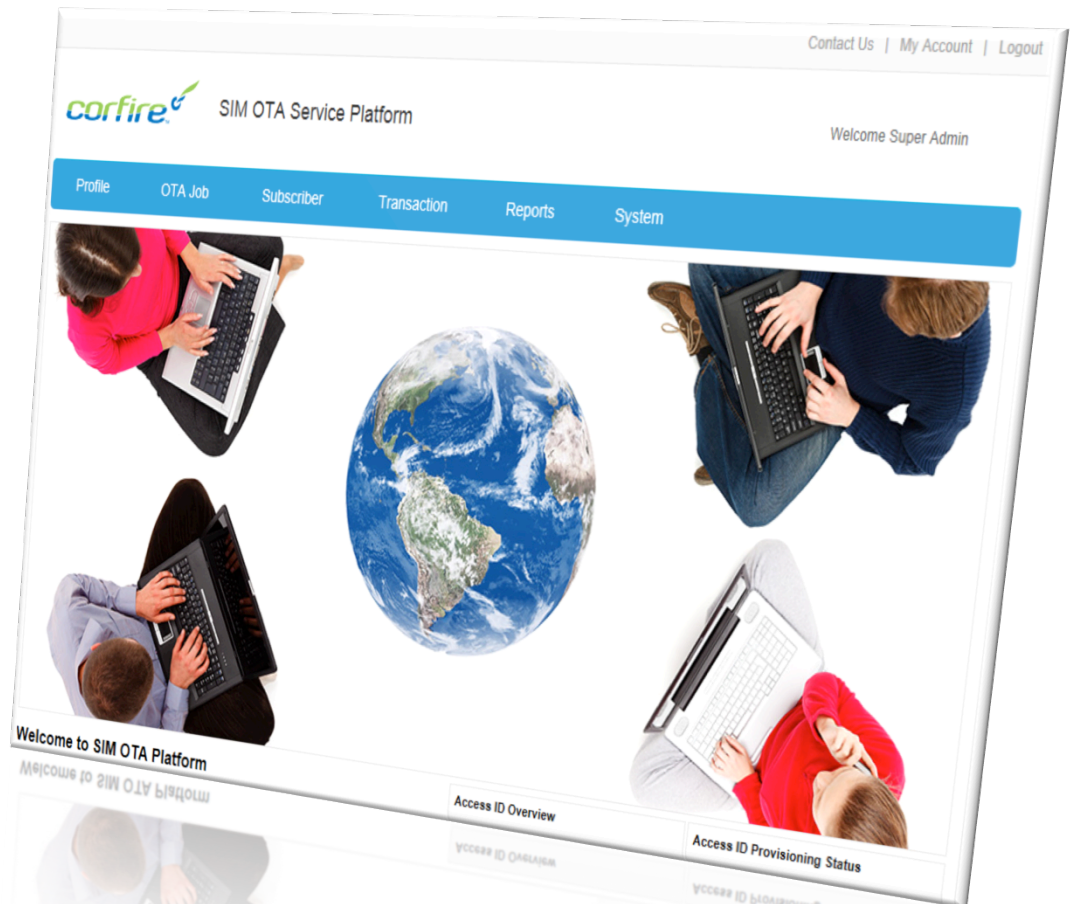 Contact Us | My Account | Logout
corfire
SIM OTA Service Platform
Welcome Super Admin
Profile OTA Job Subscriber Transaction Reports System
Welcome to SIM OTA Platform
Access ID Overview
Access ID Provisioning Status